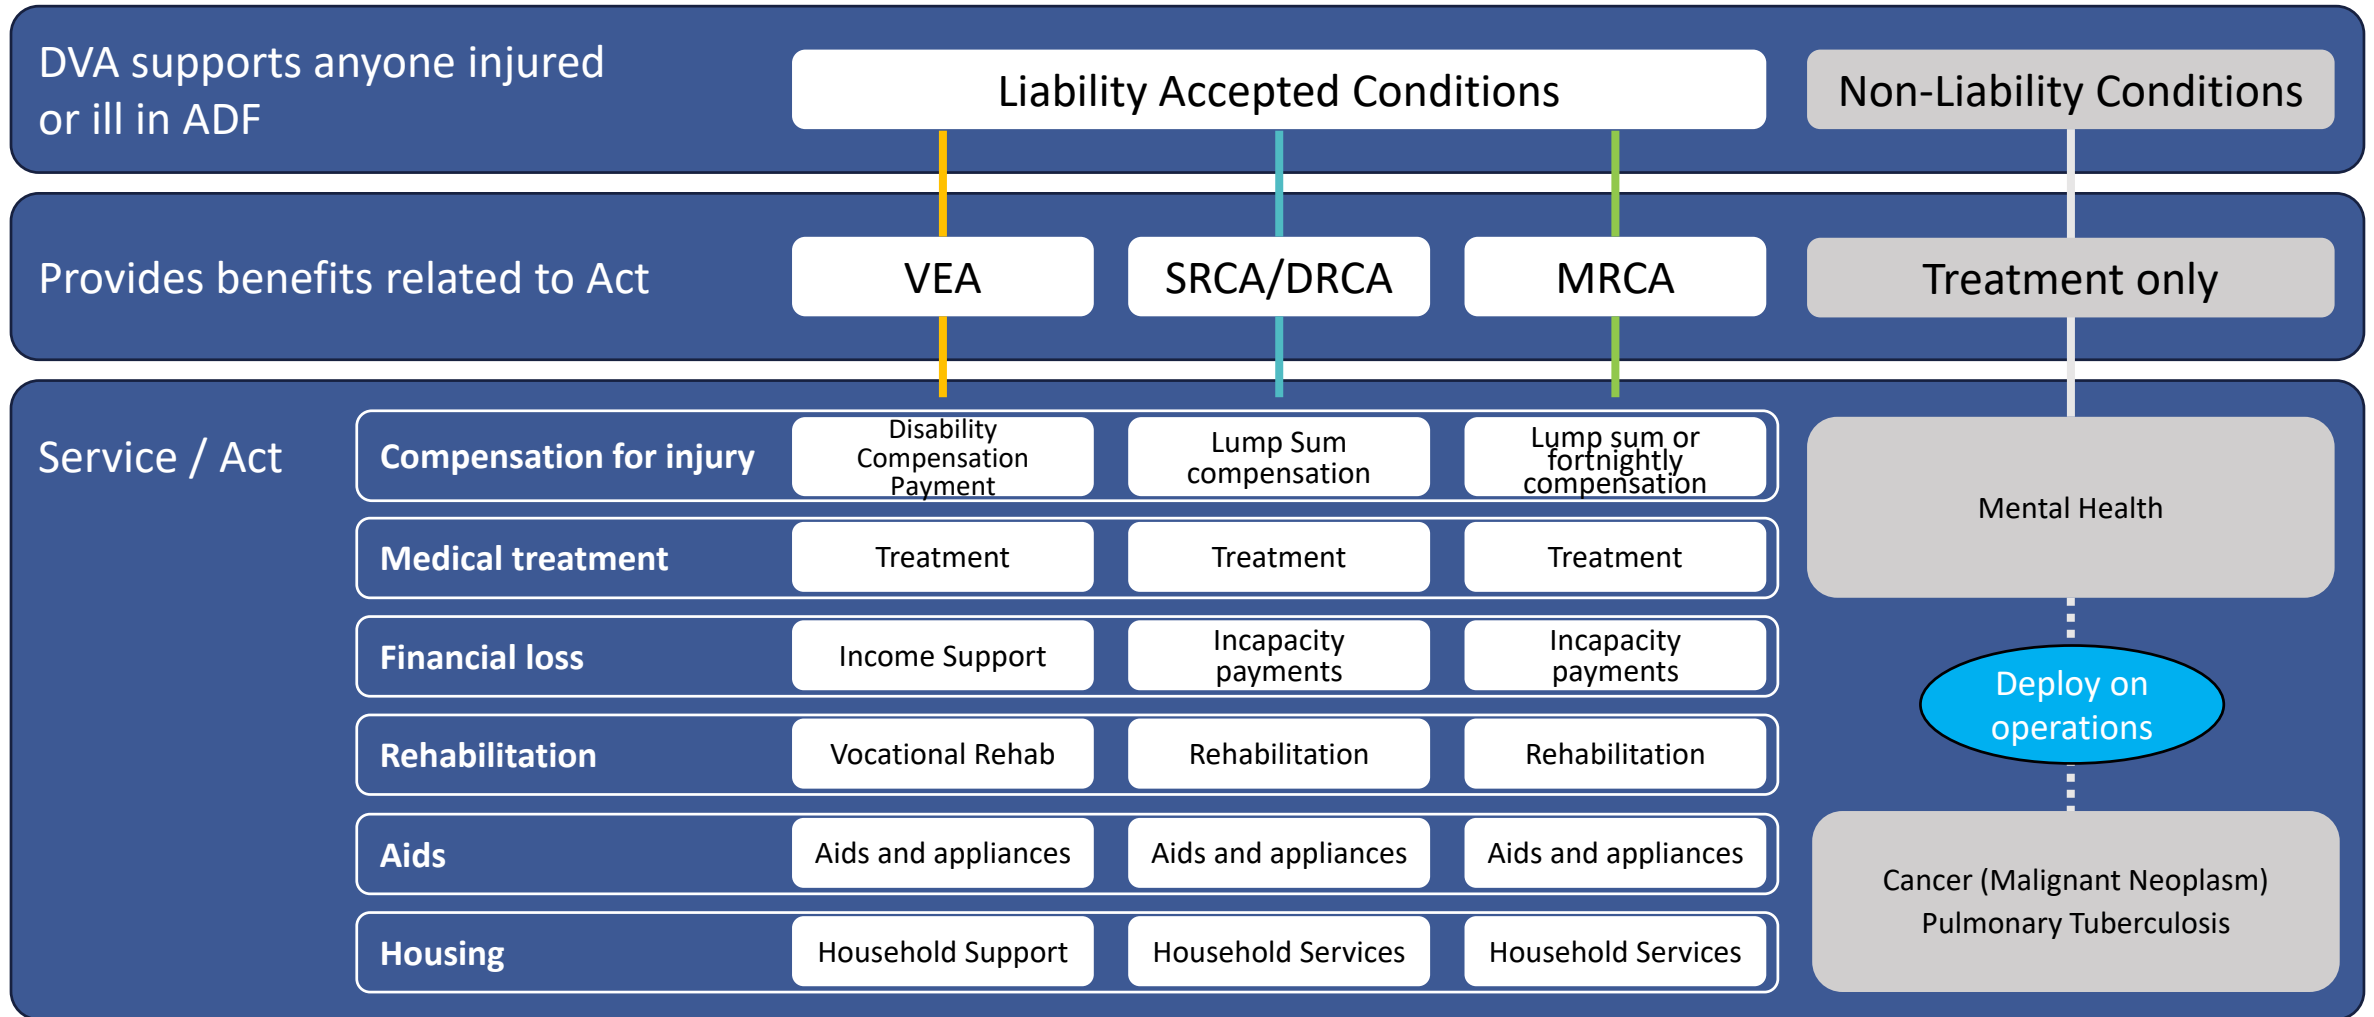 DVA supports anyone injured
or ill in ADF
Liability Accepted Conditions
Non-Liability Conditions
Provides benefits related to Act
VEA
SRCA/DRCA
MRCA
Treatment only
Service / Act
Compensation for injury
Disability
Compensation
Payment
Lump Sum
compensation
Lump sum or
fortnightly
compensation
Mental Health
Medical treatment
Treatment
Treatment
Treatment
Financial loss
Income Support
Incapacity
payments
Incapacity
payments
Deploy on
operations
Rehabilitation
Vocational Rehab
Rehabilitation
Rehabilitation
Aids
Aids and appliances
Aids and appliances
Aids and appliances
Cancer (Malignant Neoplasm)
Pulmonary Tuberculosis
Housing
Household Support
Household Services
Household Services